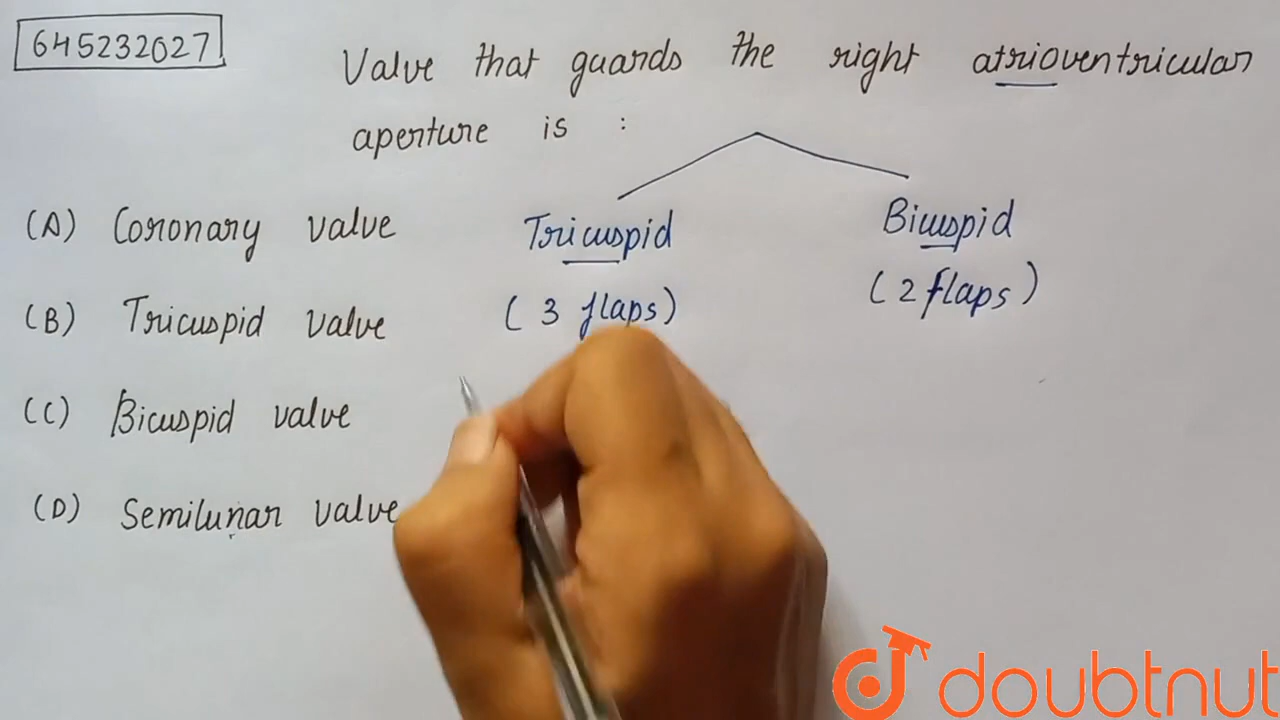 645232027
Valve that guards the right atrioventricular
aperture is :
(A) Coronary valve
Tricuspid
Bicuspid
(3 flaps)
(2 flaps)
(B) Tricuspid valve
(C) Bicuspid valve
(D) Semilunar valve
doubtnut